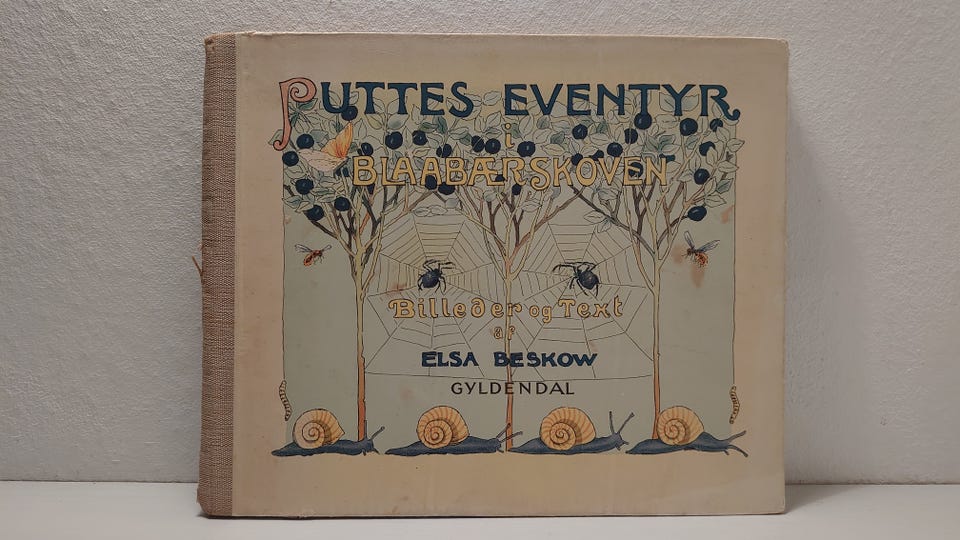 PUTTES EVENTYR
i
BLAABÆRSKOVEN
Billeder og Text
af
ELSA BESKOW
GYLDENDAL